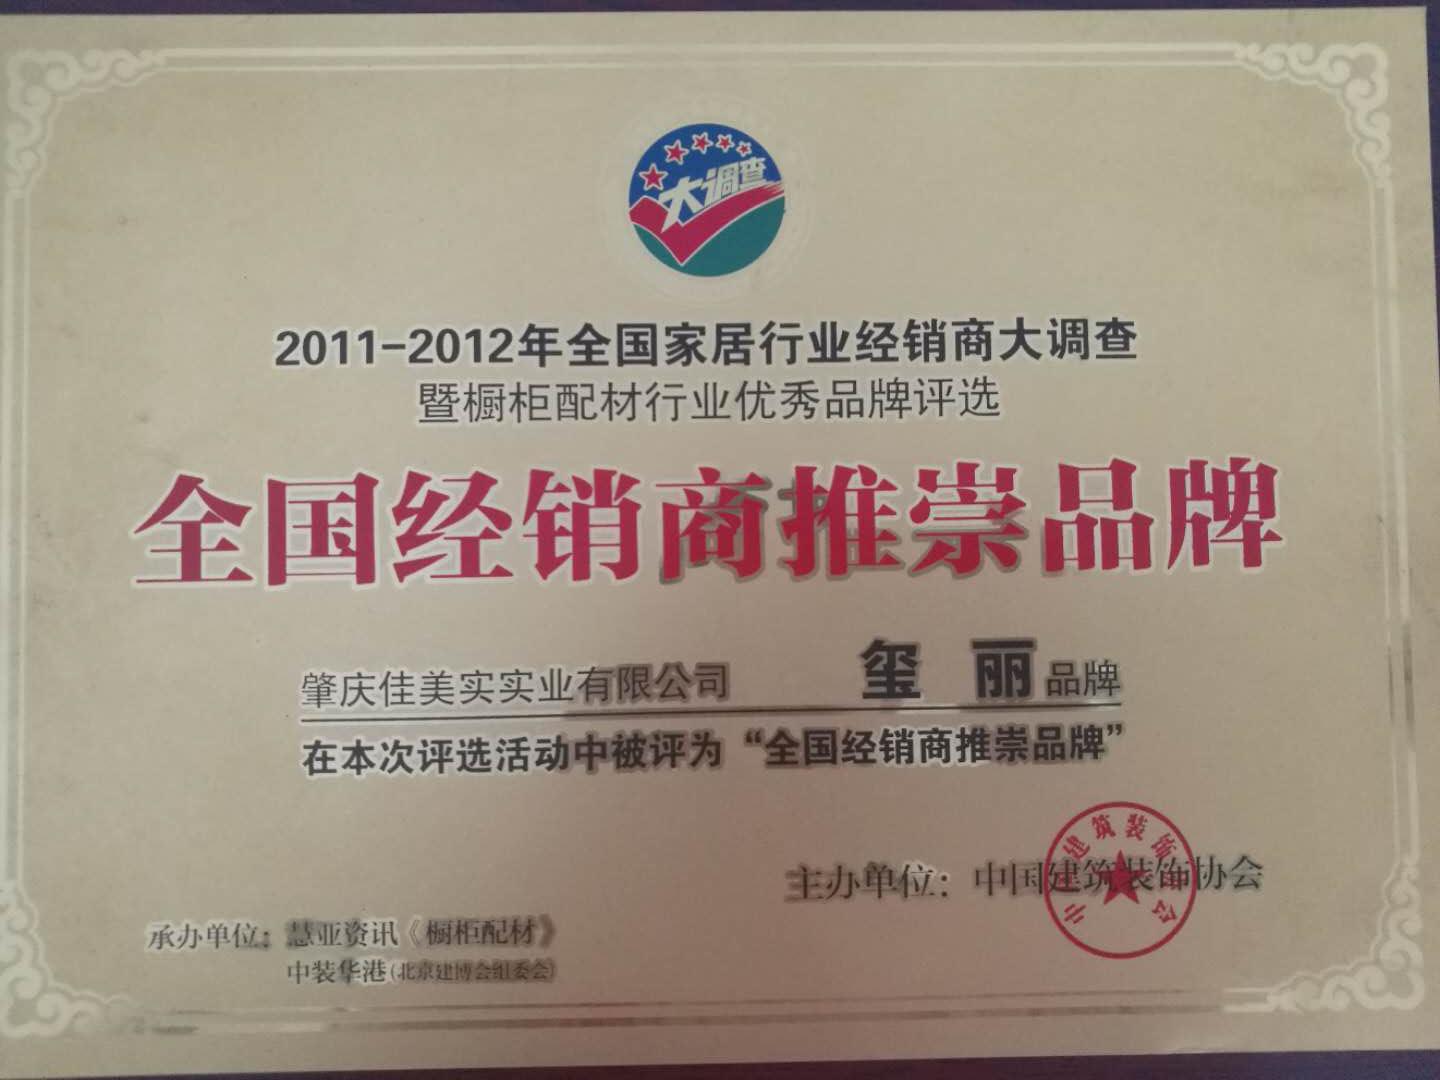 大调查
2011-2012年全国家居行业经销商大调查
暨橱柜配材行业优秀品牌评选
全国经销商推崇品牌
肇庆佳美实实业有限公司 玺 丽 品牌
在本次评选活动中被评为“全国经销商推崇品牌”
主办单位：中国建筑装饰协会
承办单位：慧亚资讯《橱柜配材》
中装华港(北京建博会组委会)